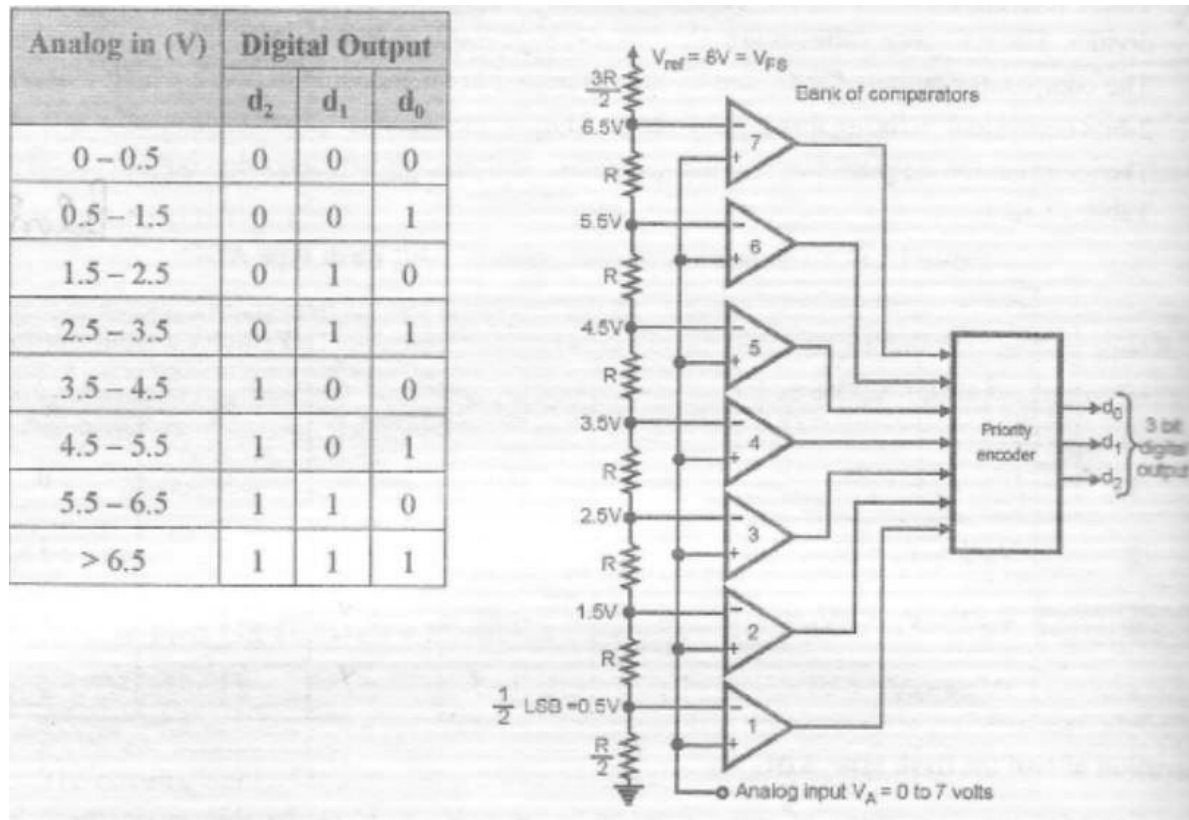 Analog in (V) Digital Output
d2 d1 d0
0 – 0.5 0 0 0
0.5 – 1.5 0 0 1
1.5 – 2.5 0 1 0
2.5 – 3.5 0 1 1
3.5 – 4.5 1 0 0
4.5 – 5.5 1 0 1
5.5 – 6.5 1 1 0
> 6.5 1 1 1
Vref = 8V = VFS
3R/2
Bank of comparators
6.5V
− 7 +
R
5.5V
− 6 +
R
4.5V
− 5 +
R
3.5V
− 4 +
R
2.5V
− 3 +
R
1.5V
− 2 +
R
1/2 LSB =0.5V
− 1 +
R/2
Priority
encoder
d0
d1
d2
3 bit
digital
output
Analog input VA = 0 to 7 volts